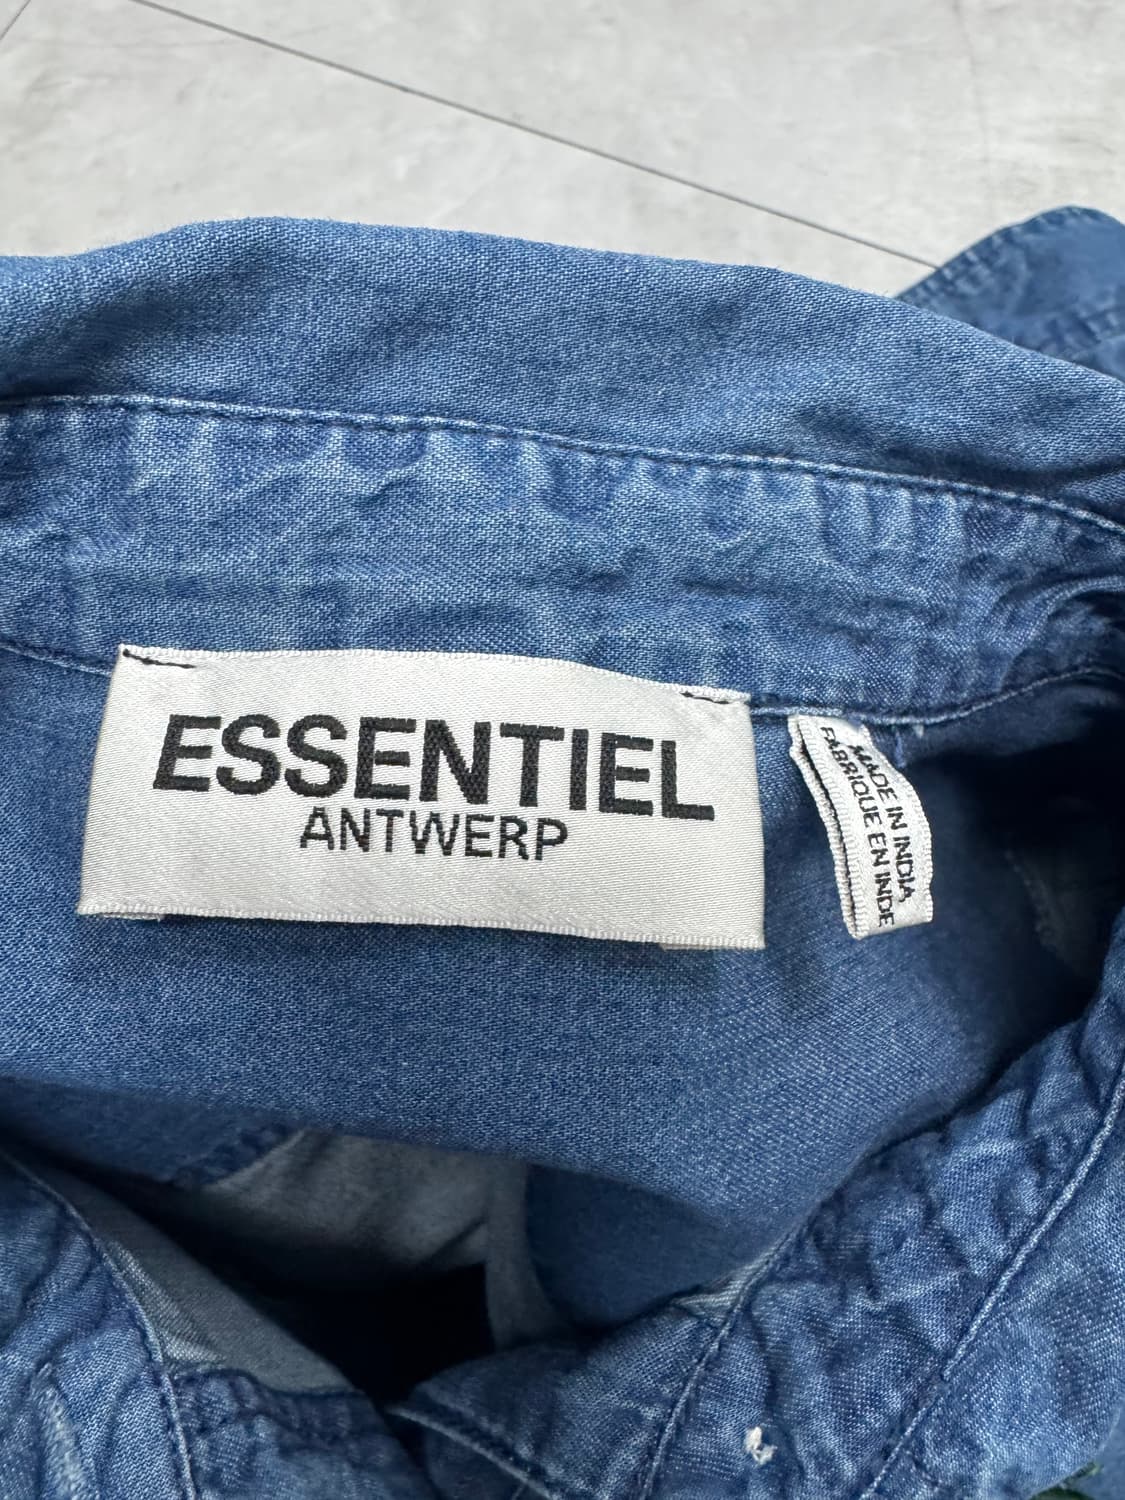 ESSENTIEL
ANTWERP
MADE IN INDIA,
FABRIQUE EN INDE